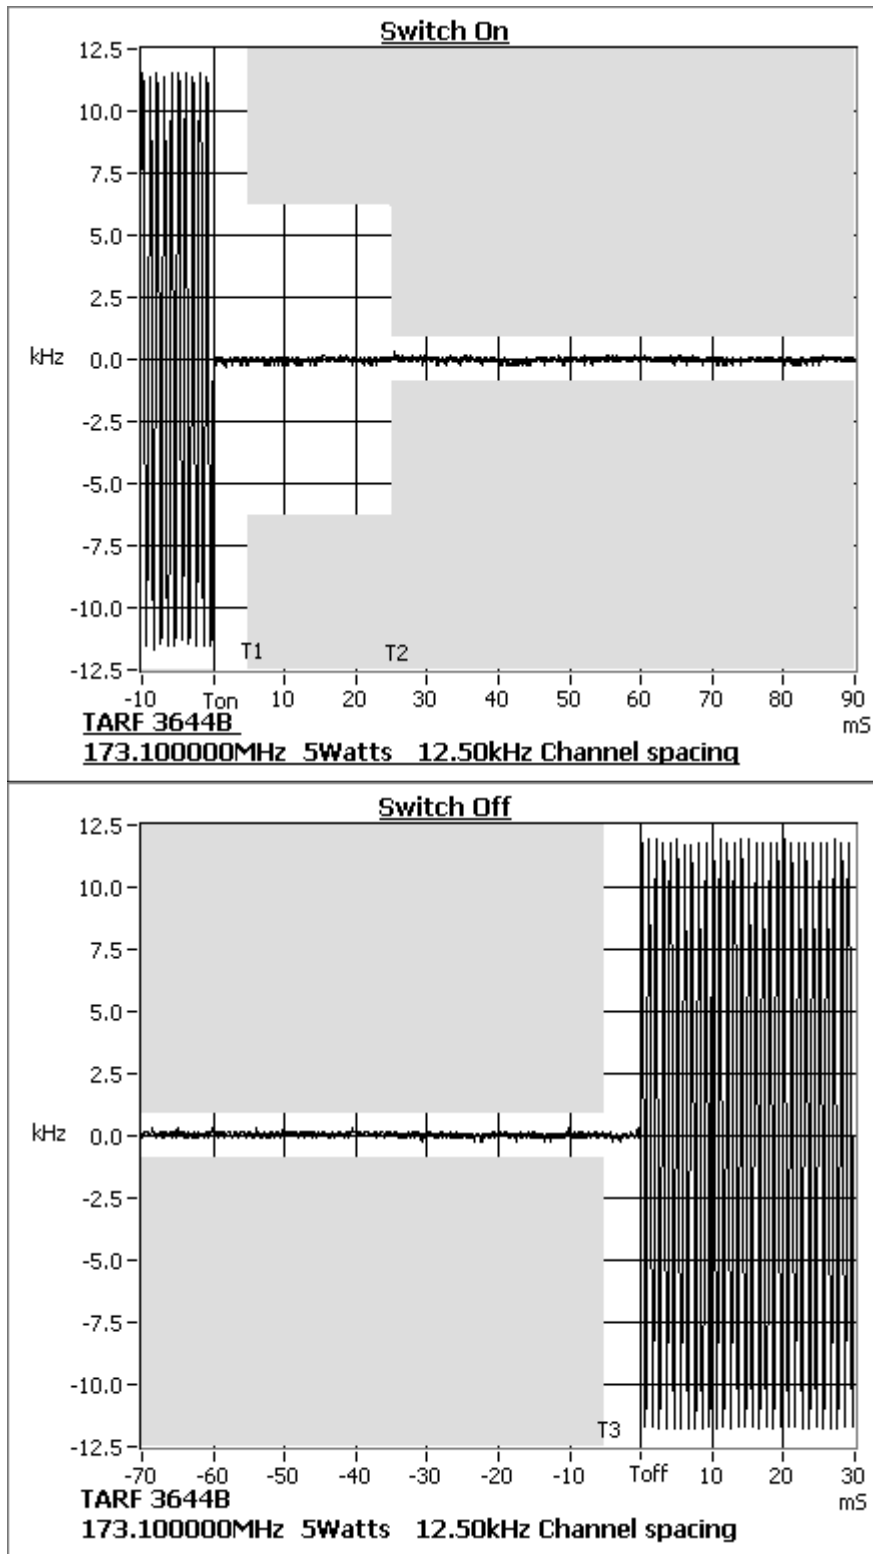 Switch On
12.5
10.0
7.5
5.0
2.5
kHz 0.0
-2.5
-5.0
-7.5
-10.0
-12.5
T1 T2
-10 Ton 10 20 30 40 50 60 70 80 90
mS
TARF 3644B
173.100000MHz 5Watts 12.50kHz Channel spacing
Switch Off
12.5
10.0
7.5
5.0
2.5
kHz 0.0
-2.5
-5.0
-7.5
-10.0
-12.5
T3
-70 -60 -50 -40 -30 -20 -10 Toff 10 20 30
mS
TARF 3644B
173.100000MHz 5Watts 12.50kHz Channel spacing